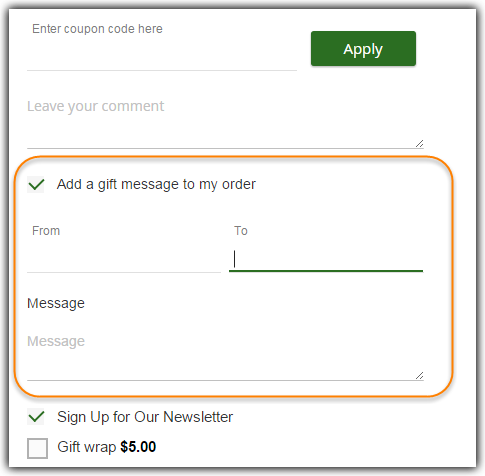 Enter coupon code here
Apply
Leave your comment
Add a gift message to my order
From To
Message
Message
Sign Up for Our Newsletter
Gift wrap $5.00